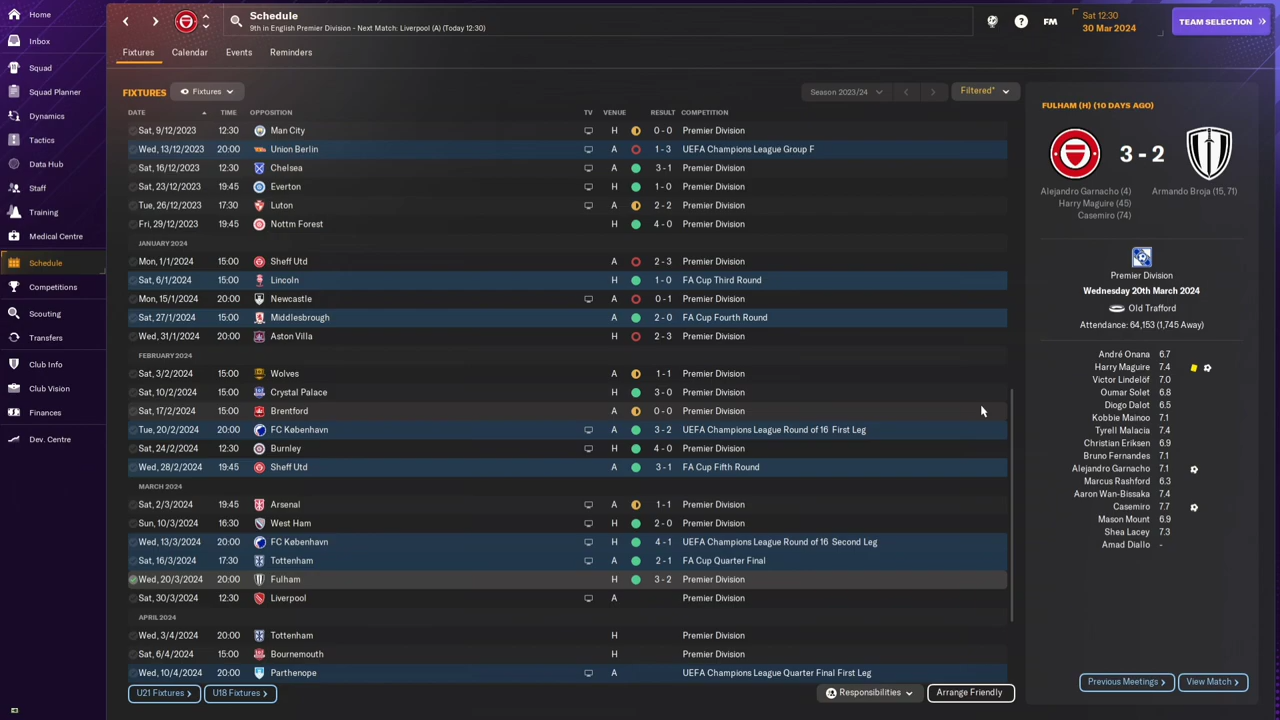 Home
Inbox
Squad
Squad Planner
Dynamics
Tactics
Data Hub
Staff
Training
Medical Centre
Schedule
Competitions
Scouting
Transfers
Club Info
Club Vision
Finances
Dev. Centre
Schedule
9th in English Premier Division - Next Match: Liverpool (A) (Today 12:30)
? FM
Sat 12:30
30 Mar 2024
TEAM SELECTION
Fixtures Calendar Events Reminders
FIXTURES Fixtures Season 2023/24 Filtered*
DATE TIME OPPOSITION TV VENUE RESULT COMPETITION
Sat, 9/12/2023 12:30 Man City H 0 - 0 Premier Division
Wed, 13/12/2023 20:00 Union Berlin A 1 - 3 UEFA Champions League Group F
Sat, 16/12/2023 12:30 Chelsea A 3 - 1 Premier Division
Sat, 23/12/2023 19:45 Everton A 1 - 0 Premier Division
Tue, 26/12/2023 17:30 Luton A 2 - 2 Premier Division
Fri, 29/12/2023 19:45 Nottm Forest H 4 - 0 Premier Division
JANUARY 2024
Mon, 1/1/2024 15:00 Sheff Utd A 2 - 3 Premier Division
Sat, 6/1/2024 15:00 Lincoln H 1 - 0 FA Cup Third Round
Mon, 15/1/2024 20:00 Newcastle A 0 - 1 Premier Division
Sat, 27/1/2024 15:00 Middlesbrough A 2 - 0 FA Cup Fourth Round
Wed, 31/1/2024 20:00 Aston Villa H 2 - 3 Premier Division
FEBRUARY 2024
Sat, 3/2/2024 15:00 Wolves A 1 - 1 Premier Division
Sat, 10/2/2024 15:00 Crystal Palace H 3 - 0 Premier Division
Sat, 17/2/2024 15:00 Brentford A 0 - 0 Premier Division
Tue, 20/2/2024 20:00 FC København A 3 - 2 UEFA Champions League Round of 16 First Leg
Sat, 24/2/2024 12:30 Burnley H 4 - 0 Premier Division
Wed, 28/2/2024 19:45 Sheff Utd A 3 - 1 FA Cup Fifth Round
MARCH 2024
Sat, 2/3/2024 19:45 Arsenal A 1 - 1 Premier Division
Sun, 10/3/2024 16:30 West Ham H 2 - 0 Premier Division
Wed, 13/3/2024 20:00 FC København H 4 - 1 UEFA Champions League Round of 16 Second Leg
Sat, 16/3/2024 17:30 Tottenham A 2 - 1 FA Cup Quarter Final
Wed, 20/3/2024 20:00 Fulham H 3 - 2 Premier Division
Sat, 30/3/2024 12:30 Liverpool A Premier Division
APRIL 2024
Wed, 3/4/2024 20:00 Tottenham H Premier Division
Sat, 6/4/2024 15:00 Bournemouth H Premier Division
Wed, 10/4/2024 20:00 Parthenope A UEFA Champions League Quarter Final First Leg
U21 Fixtures U18 Fixtures Responsibilities Arrange Friendly
FULHAM (H) (10 DAYS AGO)
3 - 2
Alejandro Garnacho (4) Armando Broja (15, 71)
Harry Maguire (45)
Casemiro (74)
Premier Division
Wednesday 20th March 2024
Old Trafford
Attendance: 64,153 (1,745 Away)
André Onana 6.7
Harry Maguire 7.4
Victor Lindelöf 7.0
Oumar Solet 6.8
Diogo Dalot 6.5
Kobbie Mainoo 7.1
Tyrell Malacia 7.4
Christian Eriksen 6.9
Bruno Fernandes 7.1
Alejandro Garnacho 7.1
Marcus Rashford 6.3
Aaron Wan-Bissaka 7.4
Casemiro 7.7
Mason Mount 6.9
Shea Lacey 7.3
Amad Diallo -
Previous Meetings View Match